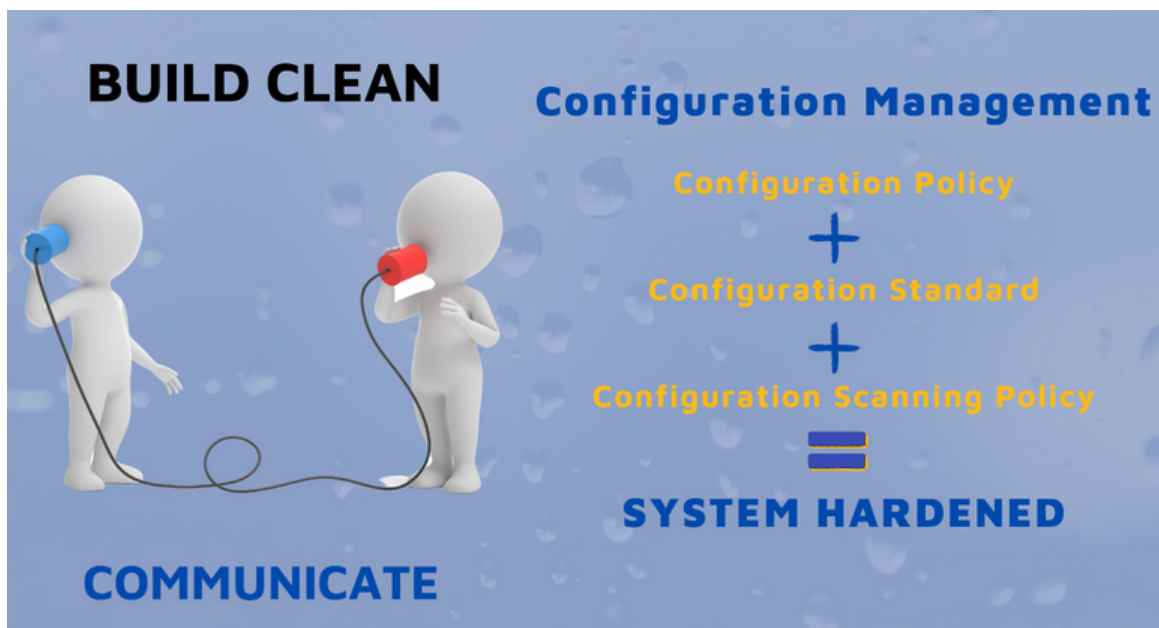 BUILD CLEAN
COMMUNICATE
Configuration Management
Configuration Policy
+
Configuration Standard
+
Configuration Scanning Policy
=
SYSTEM HARDENED